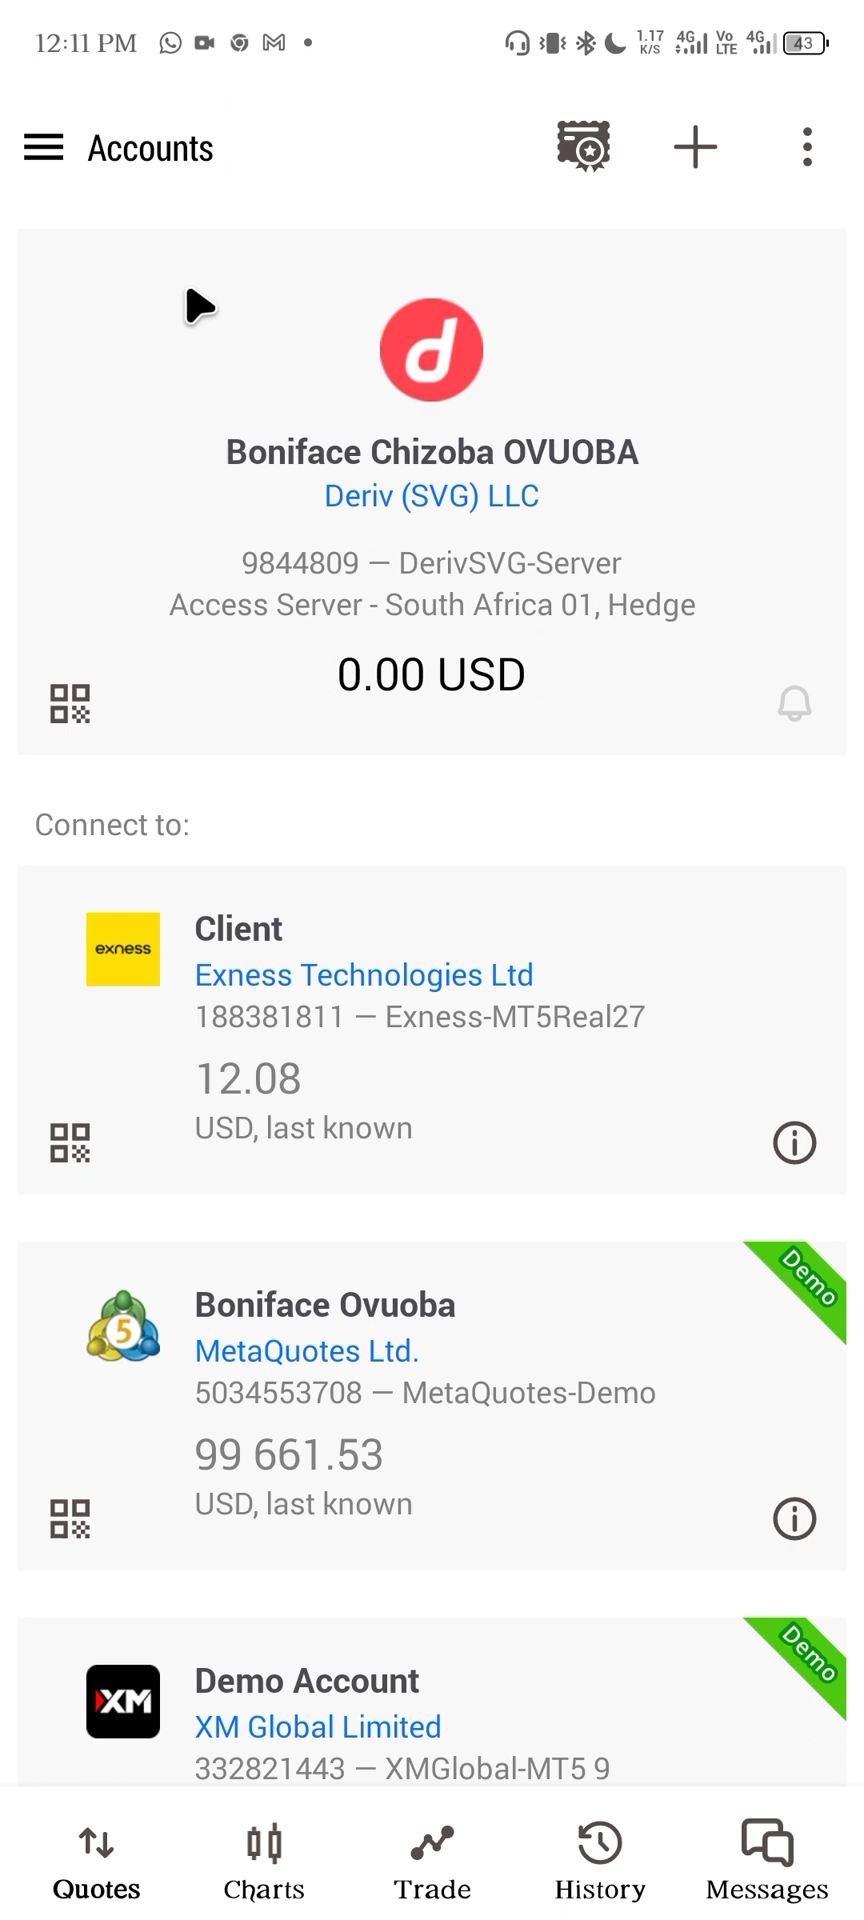 12:11 PM
1.17 K/S 4G Vo LTE 4G 43
Accounts
d
Boniface Chizoba OVUOBA
Deriv (SVG) LLC
9844809 — DerivSVG-Server
Access Server - South Africa 01, Hedge
0.00 USD
Connect to:
exness
Client
Exness Technologies Ltd
188381811 — Exness-MT5Real27
12.08
USD, last known
Demo
5
Boniface Ovuoba
MetaQuotes Ltd.
5034553708 — MetaQuotes-Demo
99 661.53
USD, last known
Demo
XM
Demo Account
XM Global Limited
332821443 — XMGlobal-MT5 9
Quotes Charts Trade History Messages